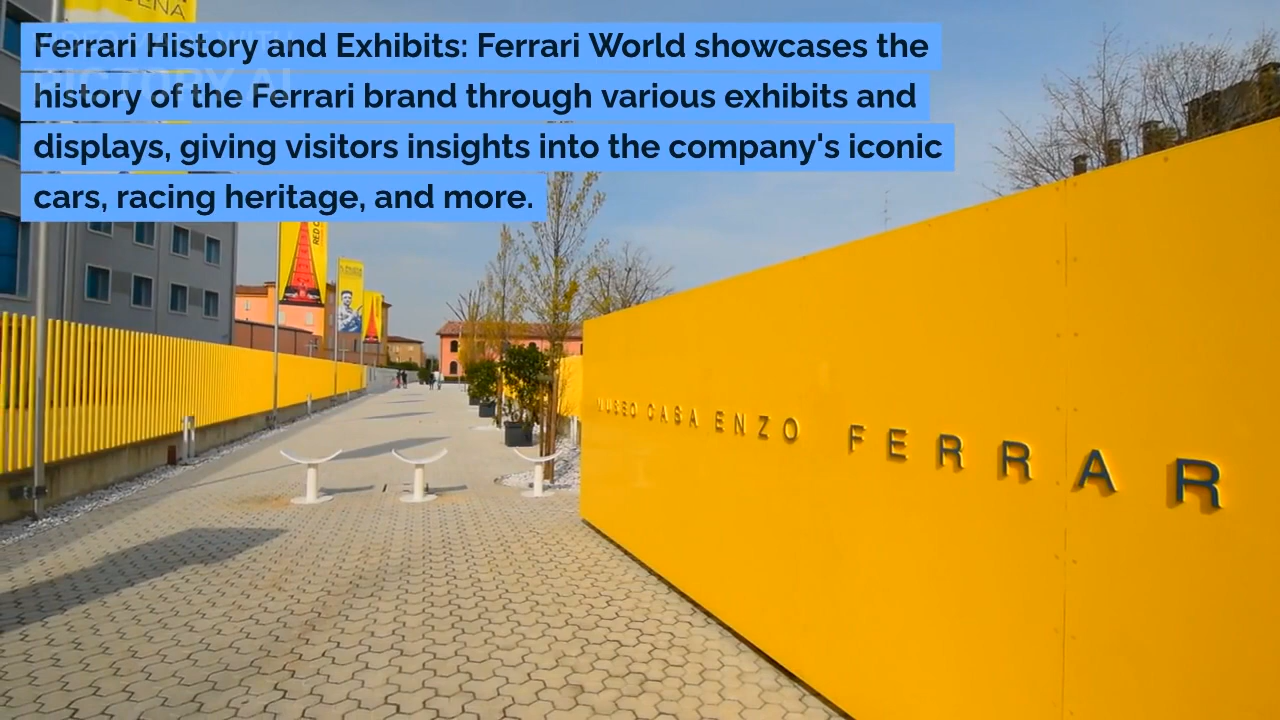 Ferrari History and Exhibits: Ferrari World showcases the
history of the Ferrari brand through various exhibits and
displays, giving visitors insights into the company's iconic
cars, racing heritage, and more.
MUSEO CASA ENZO FERRAR